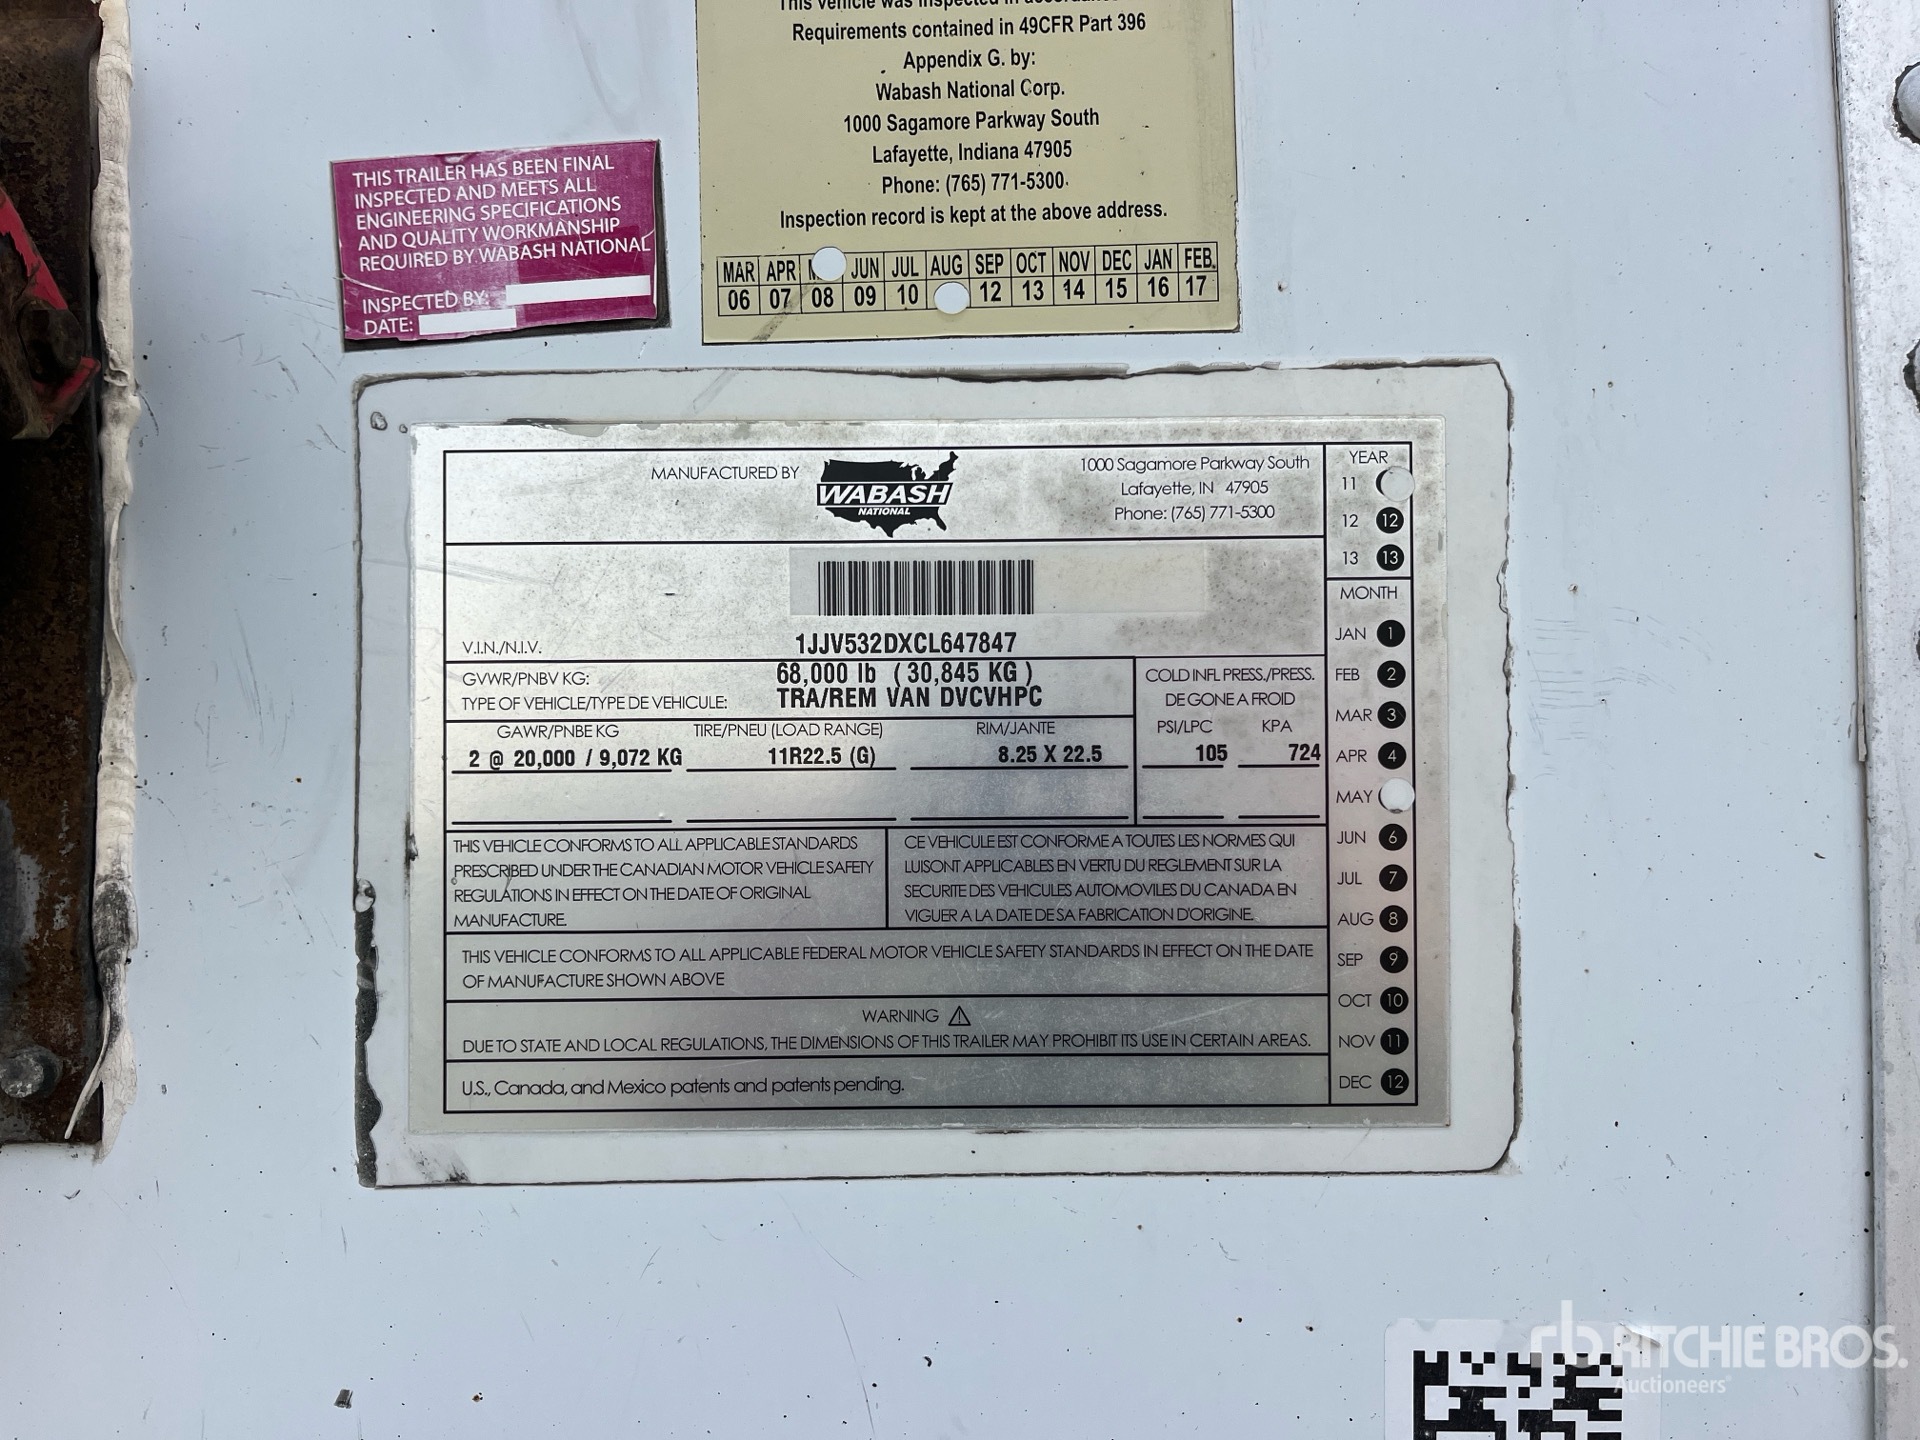 This vehicle was inspected in accordance
Requirements contained in 49CFR Part 396
Appendix G. by:
Wabash National Corp.
1000 Sagamore Parkway South
Lafayette, Indiana 47905
Phone: (765) 771-5300.
Inspection record is kept at the above address.
MAR APR JUN JUL AUG SEP OCT NOV DEC JAN FEB.
06 07 08 09 10 12 13 14 15 16 17
THIS TRAILER HAS BEEN FINAL
INSPECTED AND MEETS ALL
ENGINEERING SPECIFICATIONS
AND QUALITY WORKMANSHIP
REQUIRED BY WABASH NATIONAL
INSPECTED BY:
DATE:
MANUFACTURED BY
WABASH
NATIONAL
1000 Sagamore Parkway South
Lafayette, IN 47905
Phone: (765) 771-5300
V.I.N./N.I.V. 1JJV532DXCL647847
GVWR/PNBV KG: 68,000 lb ( 30,845 KG )
TYPE OF VEHICLE/TYPE DE VEHICULE: TRA/REM VAN DVCVHPC
COLD INFL PRESS./PRESS.
DE GONE A FROID
GAWR/PNBE KG TIRE/PNEU (LOAD RANGE) RIM/JANTE PSI/LPC KPA
2 @ 20,000 / 9,072 KG 11R22.5 (G) 8.25 X 22.5 105 724
THIS VEHICLE CONFORMS TO ALL APPLICABLE STANDARDS
PRESCRIBED UNDER THE CANADIAN MOTOR VEHICLE SAFETY
REGULATIONS IN EFFECT ON THE DATE OF ORIGINAL
MANUFACTURE.
CE VEHICULE EST CONFORME A TOUTES LES NORMES QUI
LUISONT APPLICABLES EN VERTU DU REGLEMENT SUR LA
SECURITE DES VEHICULES AUTOMOVILES DU CANADA EN
VIGUER A LA DATE DE SA FABRICATION D'ORIGINE.
THIS VEHICLE CONFORMS TO ALL APPLICABLE FEDERAL MOTOR VEHICLE SAFETY STANDARDS IN EFFECT ON THE DATE
OF MANUFACTURE SHOWN ABOVE
WARNING
DUE TO STATE AND LOCAL REGULATIONS, THE DIMENSIONS OF THIS TRAILER MAY PROHIBIT ITS USE IN CERTAIN AREAS.
U.S., Canada, and Mexico patents and patents pending.
YEAR
11
12 12
13 13
MONTH
JAN 1
FEB 2
MAR 3
APR 4
MAY
JUN 6
JUL 7
AUG 8
SEP 9
OCT 10
NOV 11
DEC 12
rb RITCHIE BROS.
Auctioneers